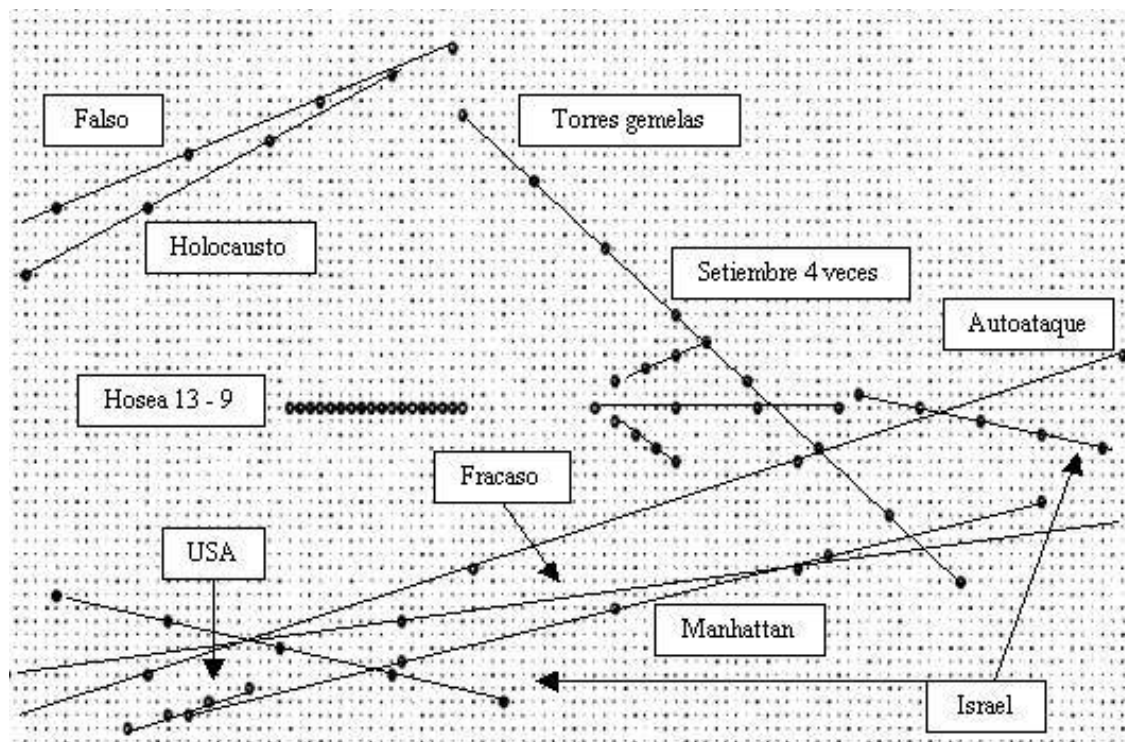 Falso
Torres gemelas
Holocausto
Setiembre 4 veces
Autoataque
Hosea 13 - 9
Fracaso
USA
Manhattan
Israel